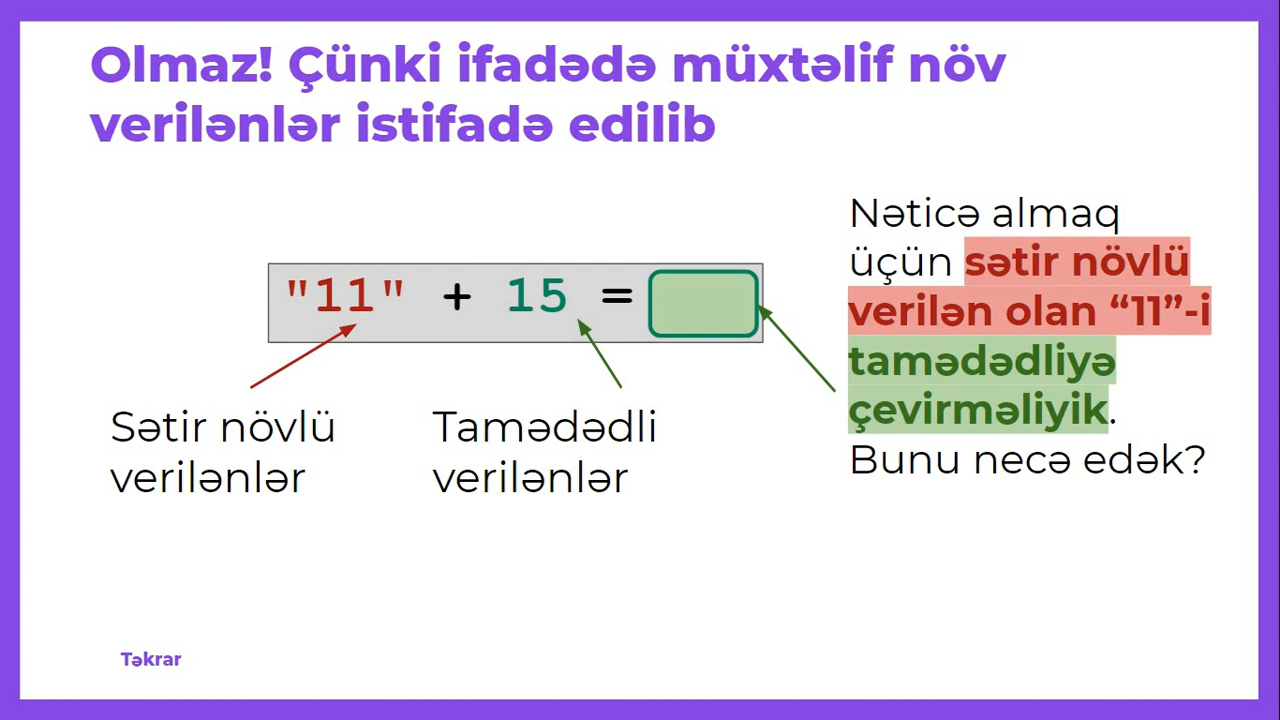 Olmaz! Çünki ifadədə müxtəlif növ
verilənlər istifadə edilib
"11" + 15 =
Sətir növlü
verilənlər
Tamədədli
verilənlər
Nəticə almaq
üçün sətir növlü
verilən olan “11”-i
tamədədliyə
çevirməliyik.
Bunu necə edək?
Təkrar